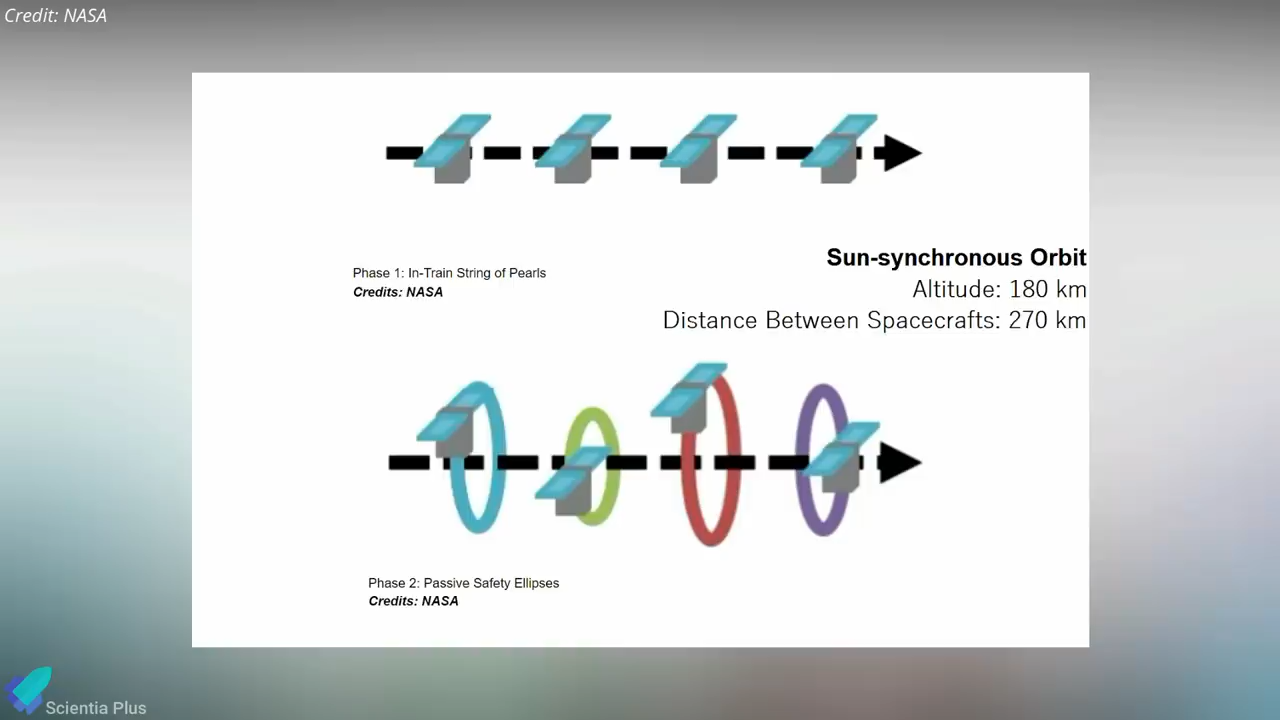 Credit: NASA
Phase 1: In-Train String of Pearls
Credits: NASA
Sun-synchronous Orbit
Altitude: 180 km
Distance Between Spacecrafts: 270 km
Phase 2: Passive Safety Ellipses
Credits: NASA
Scientia Plus